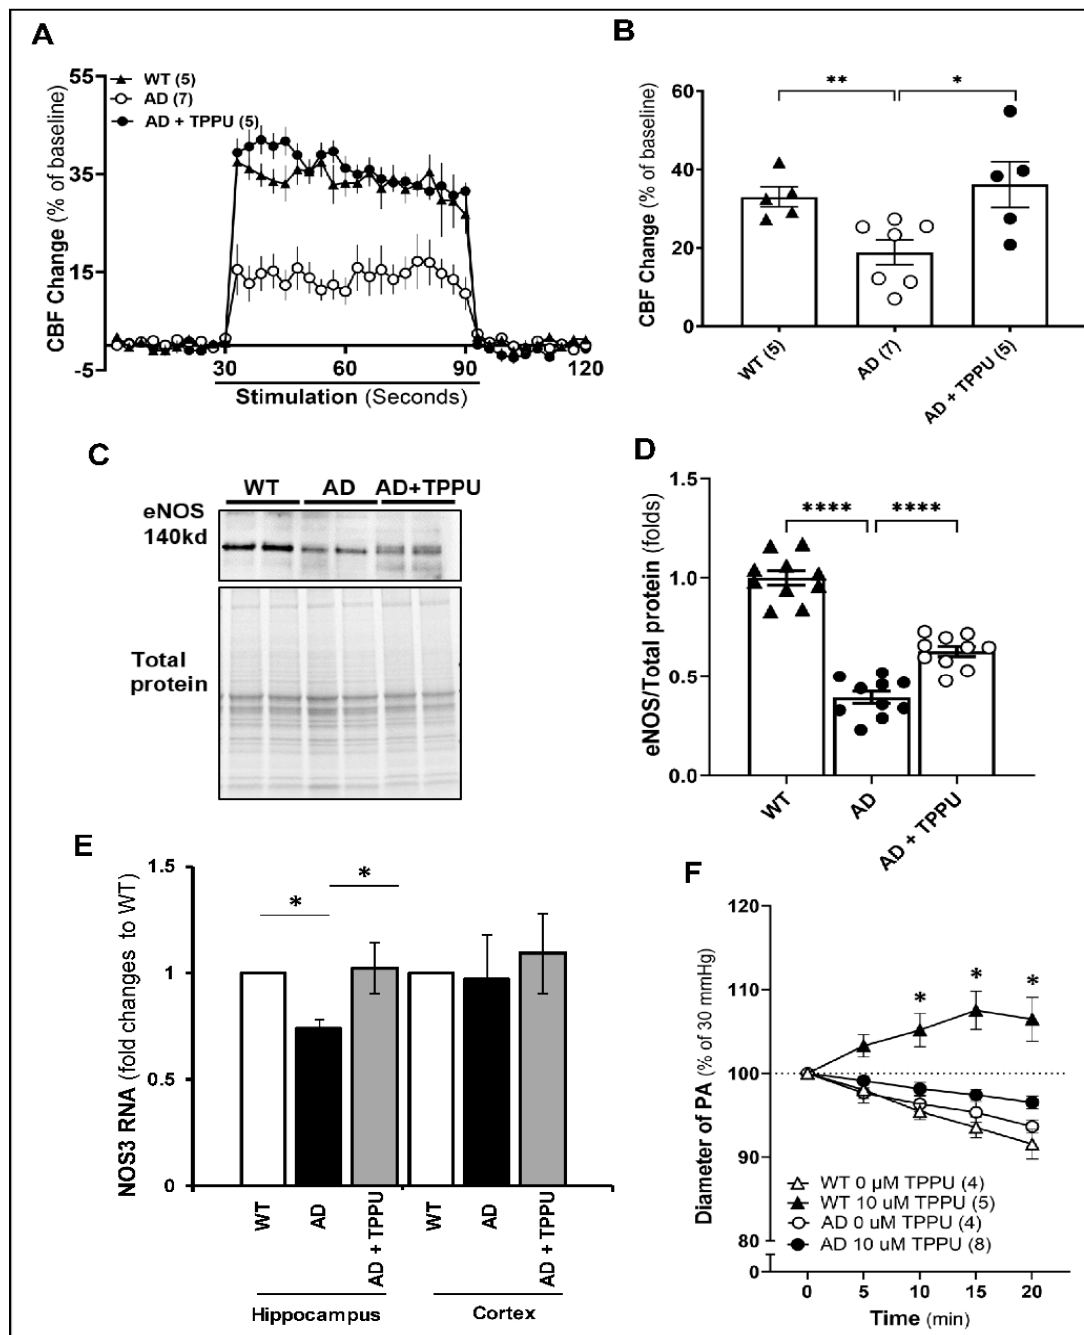 A
55
35
15
-5
CBF Change (% of baseline)
WT (5)
AD (7)
AD + TPPU (5)
30 60 90 120
Stimulation (Seconds)
B
60
40
20
0
CBF Change (% of baseline)
** *
WT (5) AD (7) AD + TPPU (5)
C
WT AD AD+TPPU
eNOS
140kd
Total
protein
D
1.5
1.0
0.5
0.0
eNOS/Total protein (folds)
**** ****
WT AD AD + TPPU
E
1.5
1
0.5
0
NOS3 RNA (fold changes to WT)
* *
WT AD AD + TPPU WT AD AD + TPPU
Hippocampus Cortex
F
120
110
100
90
80
0
Diameter of PA (% of 30 mmHg)
* * *
WT 0 µM TPPU (4)
WT 10 uM TPPU (5)
AD 0 uM TPPU (4)
AD 10 uM TPPU (8)
0 5 10 15 20
Time (min)